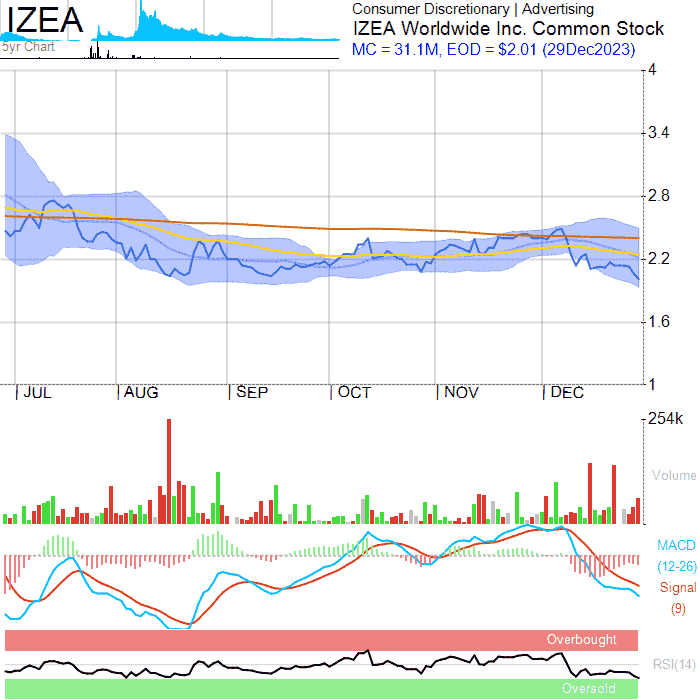 IZEA
5yr Chart
Consumer Discretionary | Advertising
IZEA Worldwide Inc. Common Stock
MC = 31.1M, EOD = $2.01 (29Dec2023)
4
3.4
2.8
2.2
1.6
1
JUL AUG SEP OCT NOV DEC
254k
Volume
MACD
(12-26)
Signal
(9)
Overbought
RSI(14)
Oversold